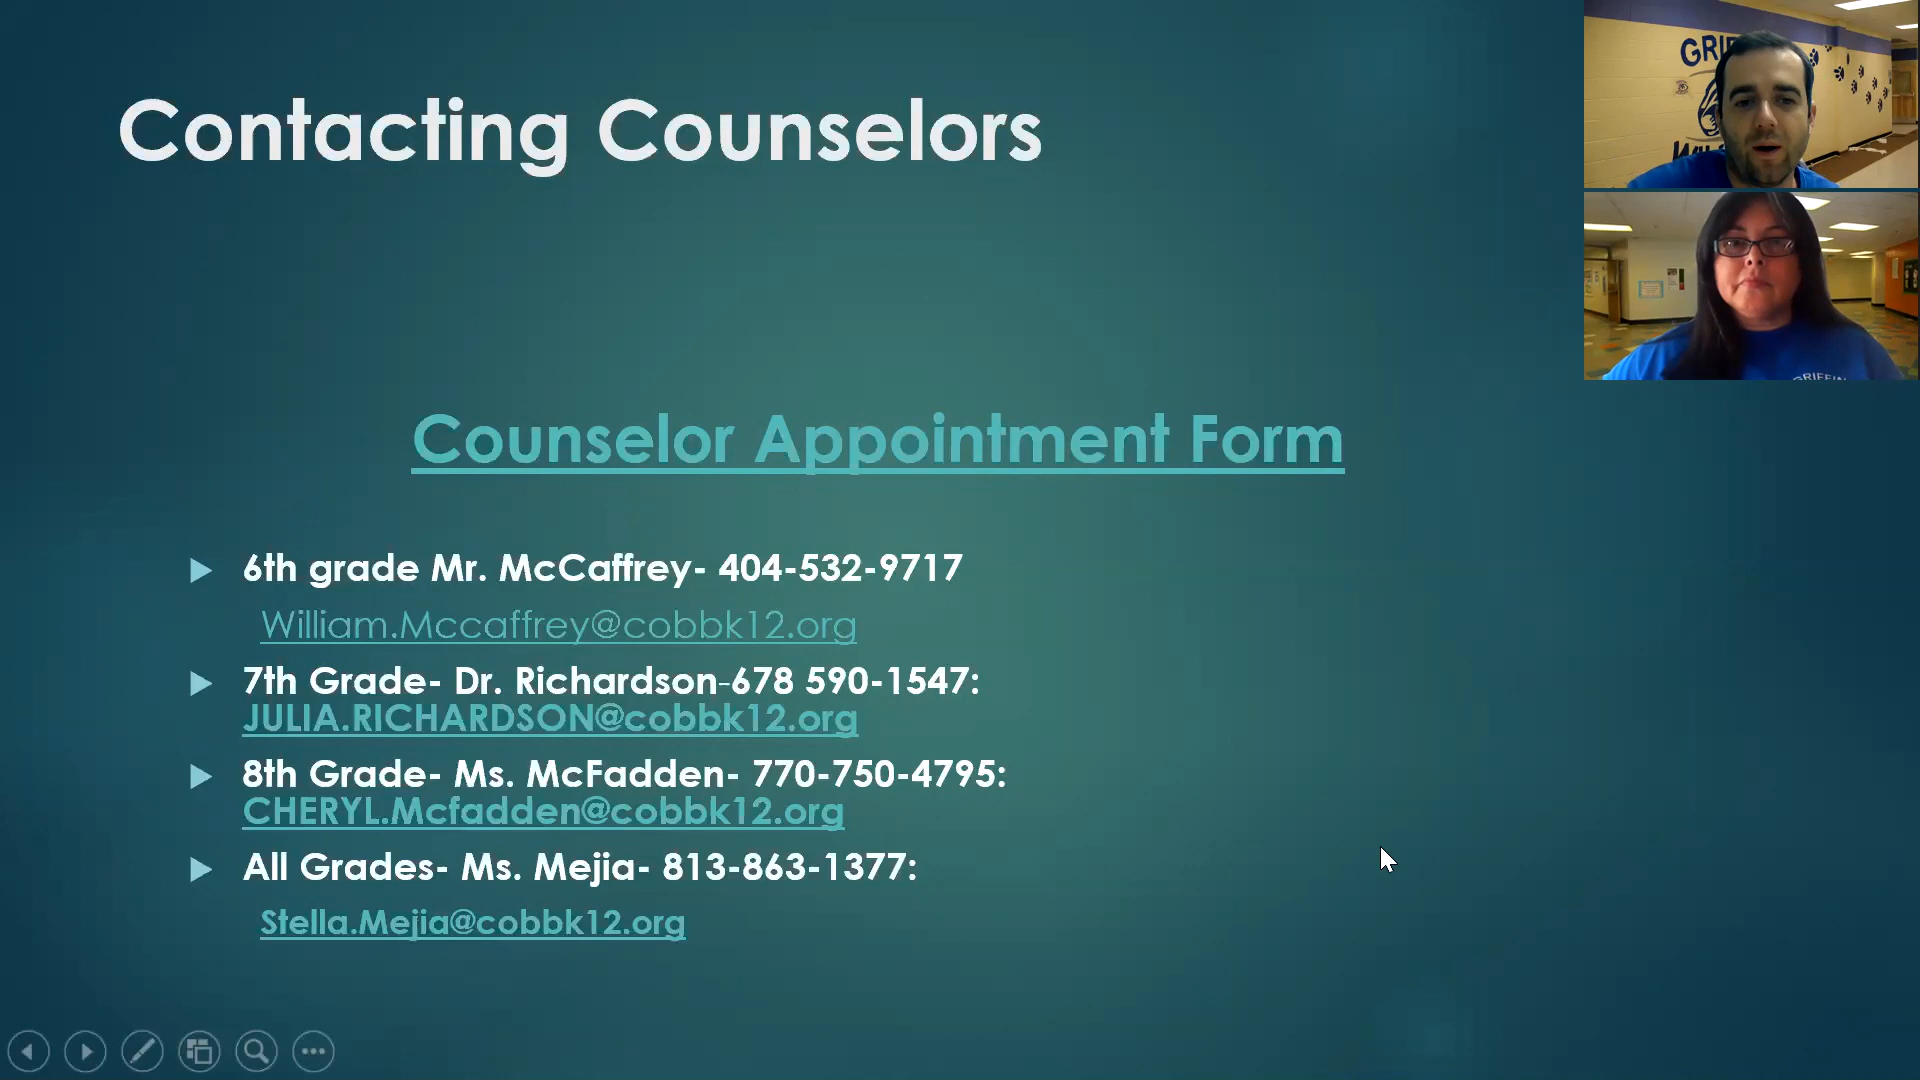 Contacting Counselors
Counselor Appointment Form
6th grade Mr. McCaffrey- 404-532-9717
William.Mccaffrey@cobbk12.org
7th Grade- Dr. Richardson-678 590-1547:
JULIA.RICHARDSON@cobbk12.org
8th Grade- Ms. McFadden- 770-750-4795:
CHERYL.Mcfadden@cobbk12.org
All Grades- Ms. Mejia- 813-863-1377:
Stella.Mejia@cobbk12.org
GRIFFIN